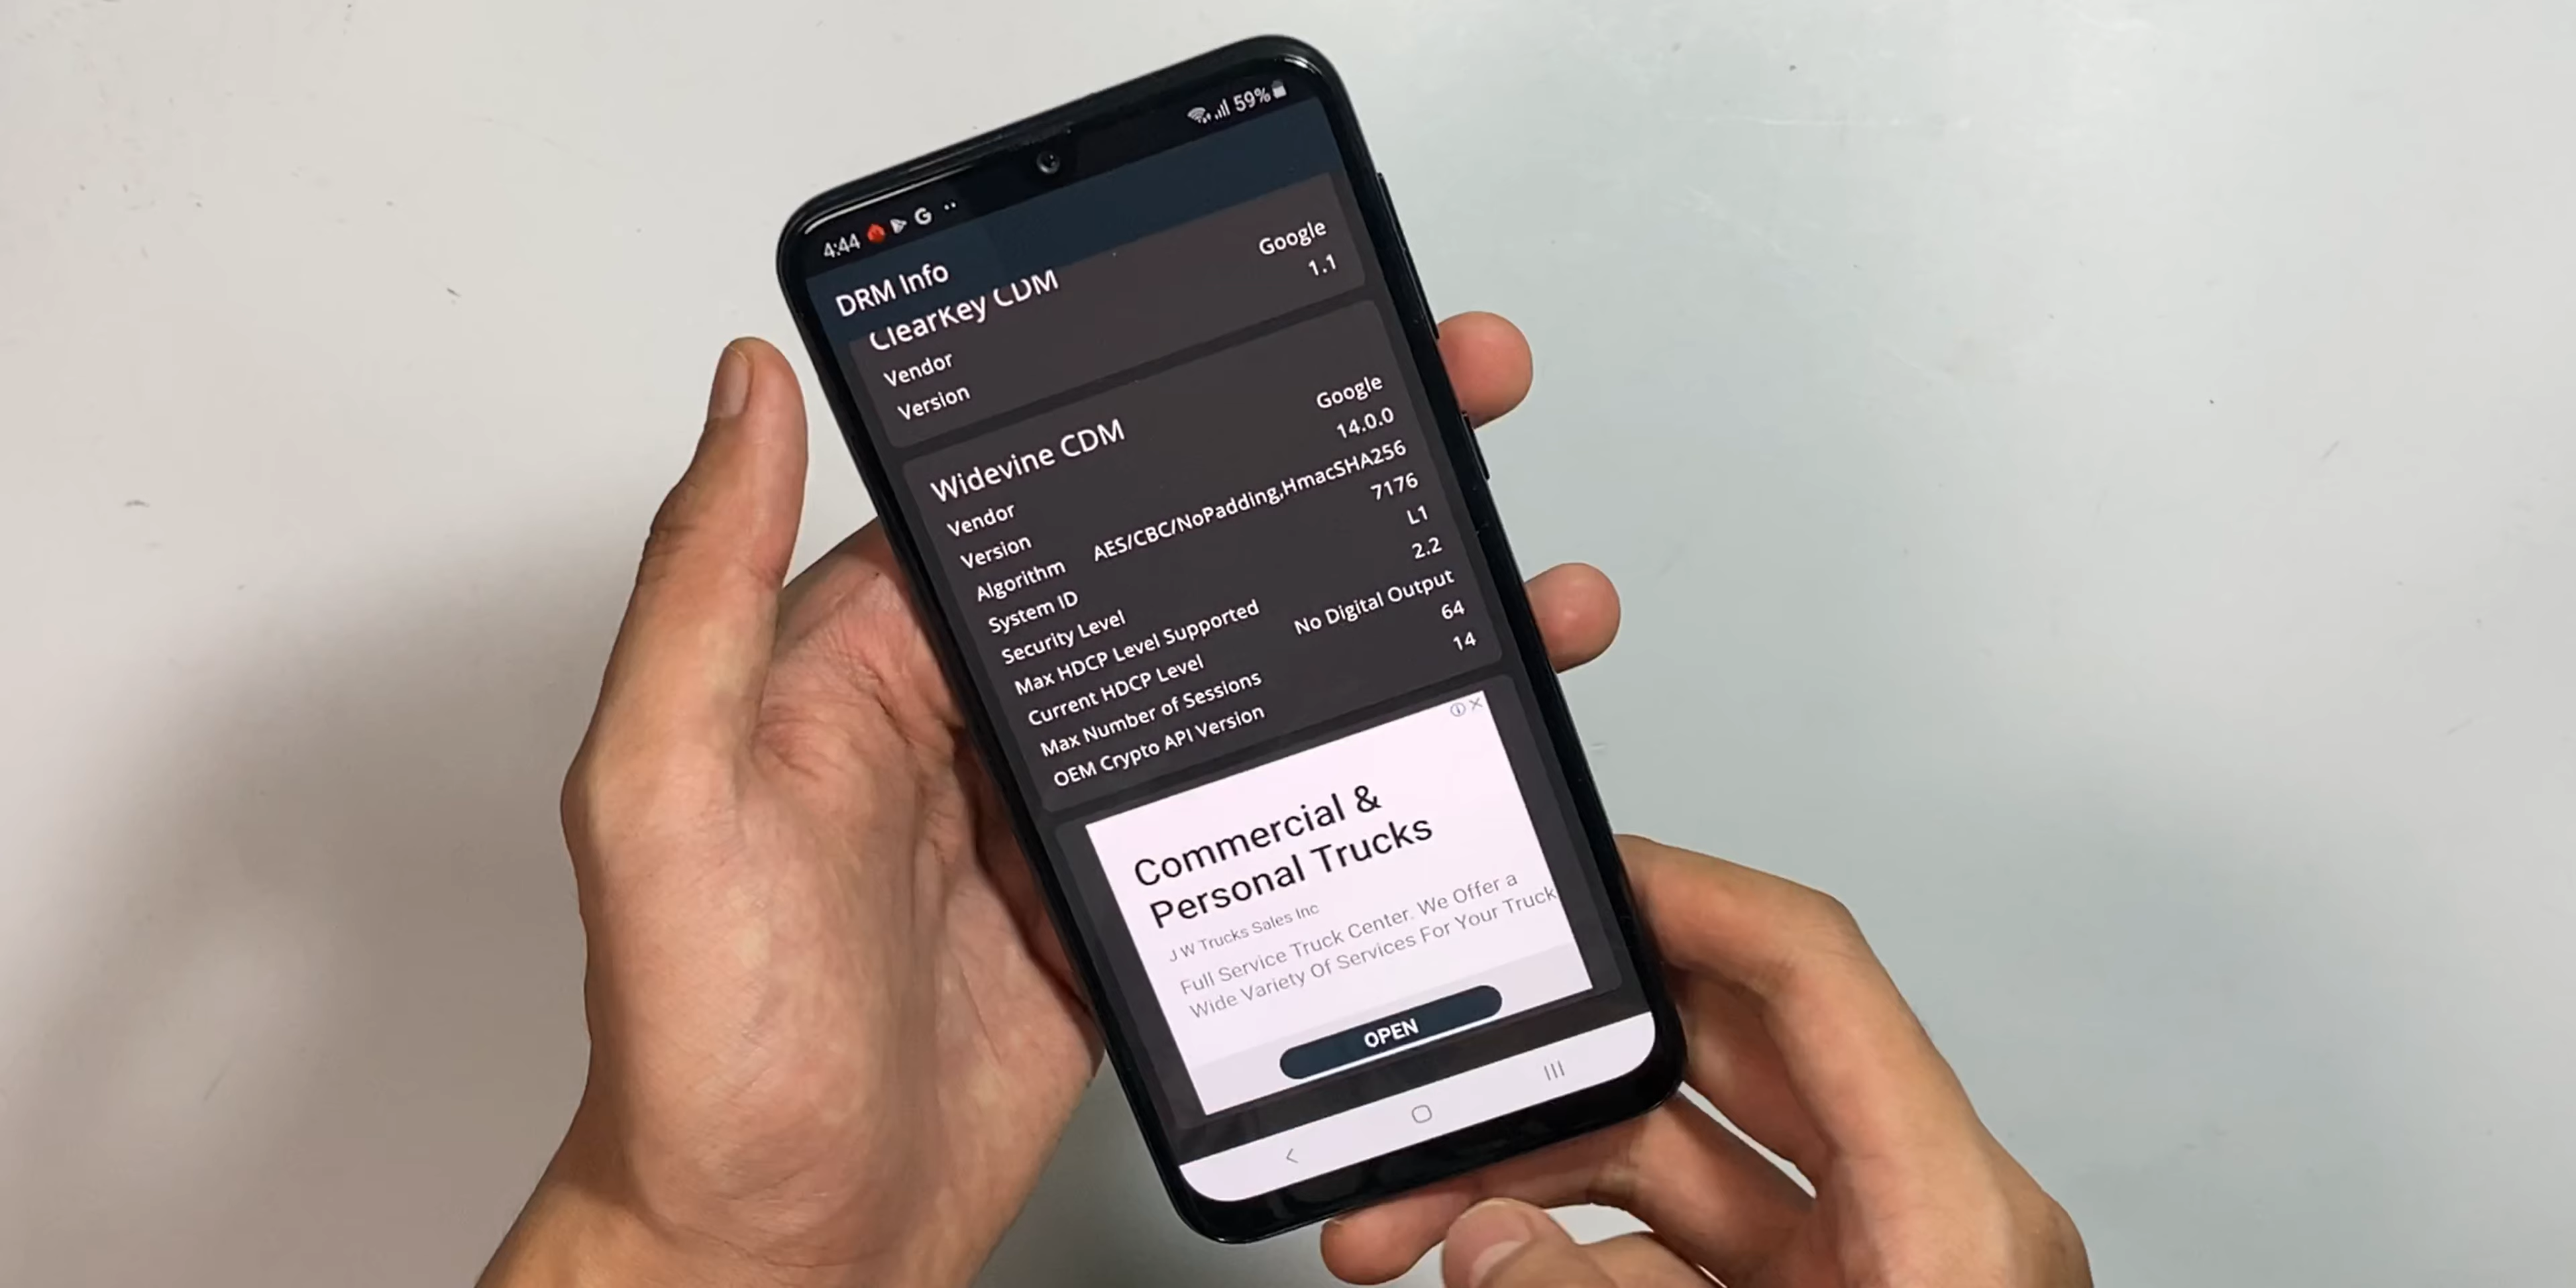 4:44 G 59%
DRM Info
ClearKey CDM
Vendor Google
Version 1.1
Widevine CDM
Vendor Google
Version 14.0.0
Algorithm AES/CBC/NoPadding,HmacSHA256
System ID 7176
Security Level L1
Max HDCP Level Supported 2.2
Current HDCP Level No Digital Output
Max Number of Sessions 64
OEM Crypto API Version 14
Commercial &
Personal Trucks
J W Trucks Sales Inc
Full Service Truck Center. We Offer a
Wide Variety Of Services For Your Truck
OPEN